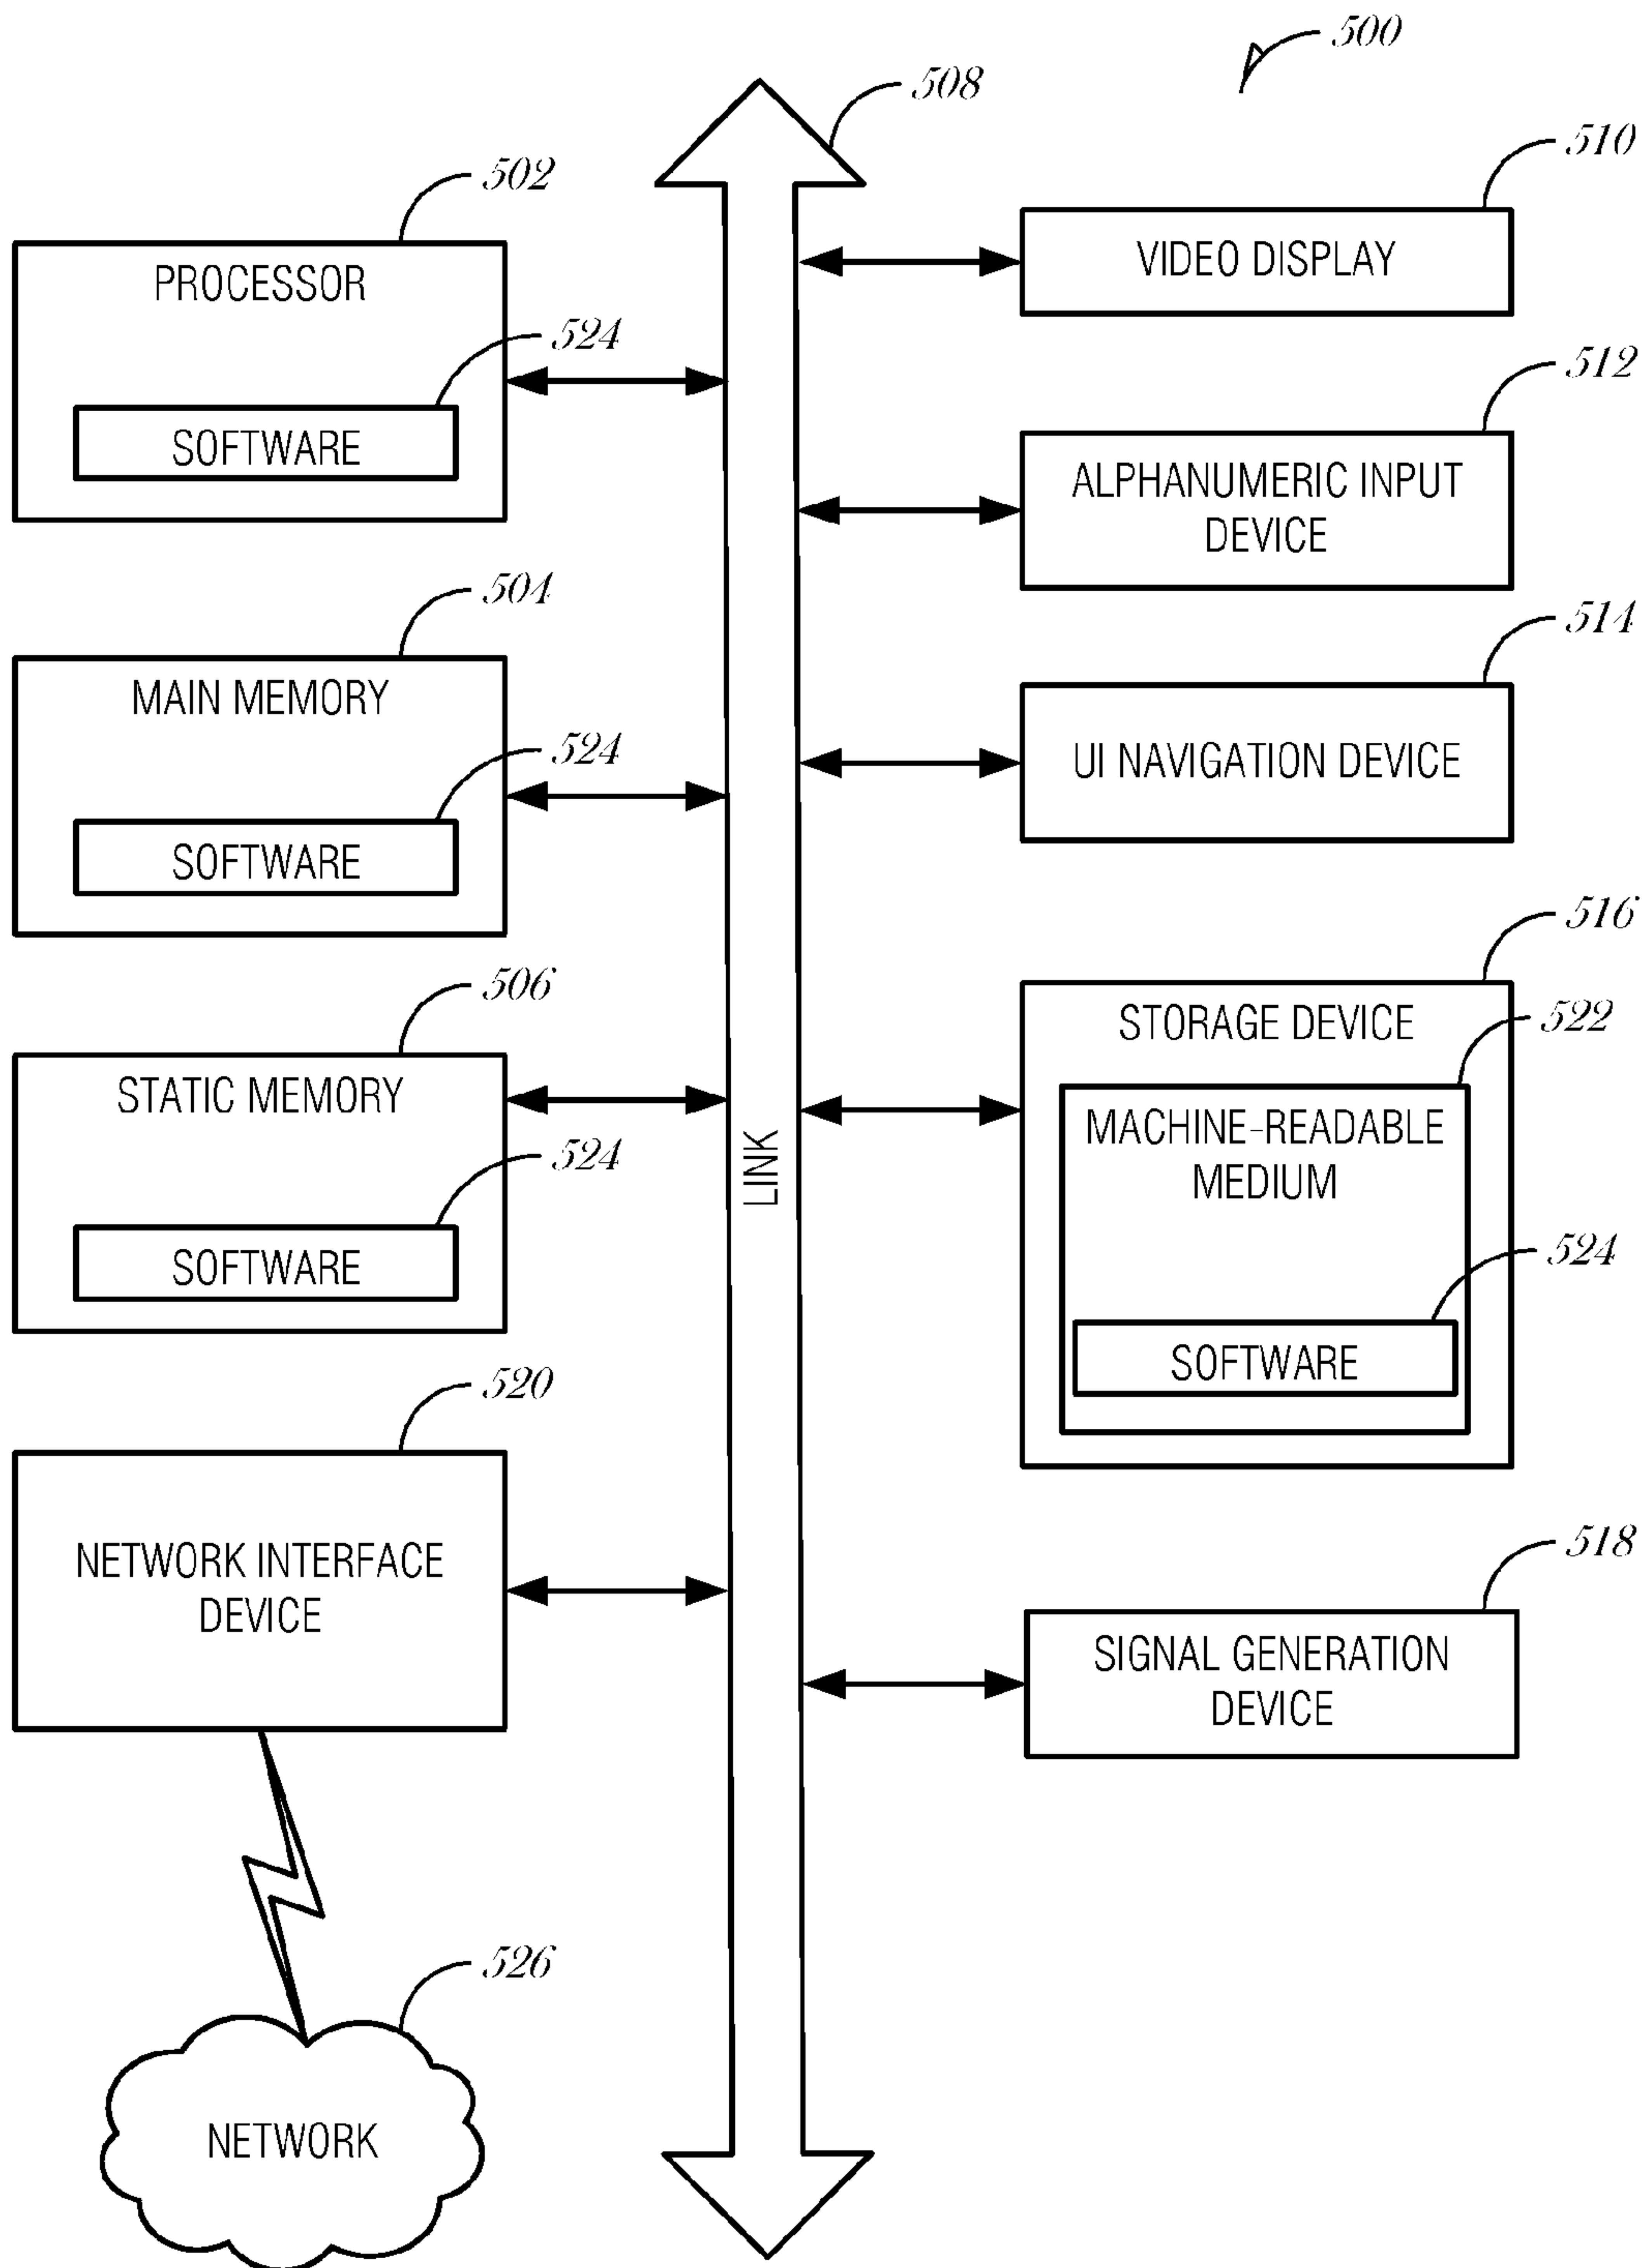 500
508
502
PROCESSOR
524
SOFTWARE
504
MAIN MEMORY
524
SOFTWARE
506
STATIC MEMORY
524
SOFTWARE
520
NETWORK INTERFACE
DEVICE
526
NETWORK
LINK
510
VIDEO DISPLAY
512
ALPHANUMERIC INPUT
DEVICE
514
UI NAVIGATION DEVICE
516
STORAGE DEVICE
522
MACHINE-READABLE
MEDIUM
524
SOFTWARE
518
SIGNAL GENERATION
DEVICE